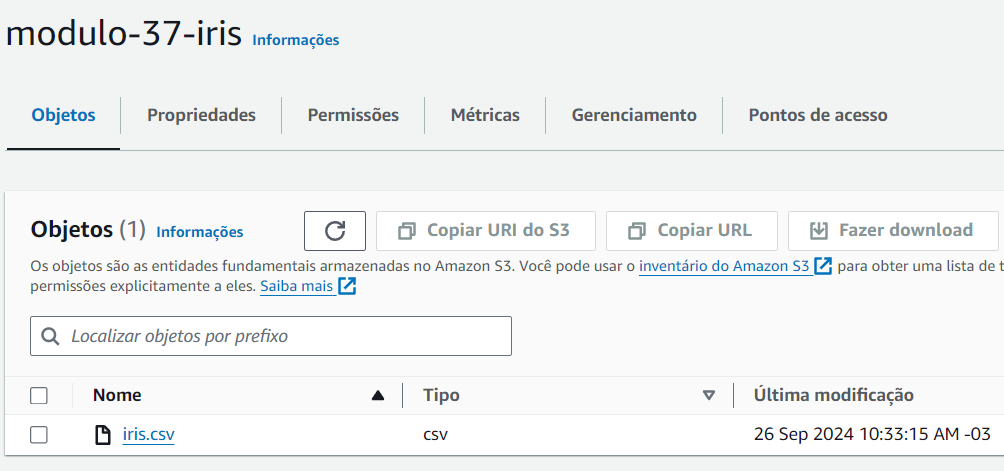 modulo-37-iris Informações
Objetos Propriedades Permissões Métricas Gerenciamento Pontos de acesso
Objetos (1) Informações Copiar URI do S3 Copiar URL Fazer download
Os objetos são as entidades fundamentais armazenadas no Amazon S3. Você pode usar o inventário do Amazon S3 para obter uma lista de
permissões explicitamente a eles. Saiba mais
Localizar objetos por prefixo
Nome Tipo Última modificação
iris.csv csv 26 Sep 2024 10:33:15 AM -03